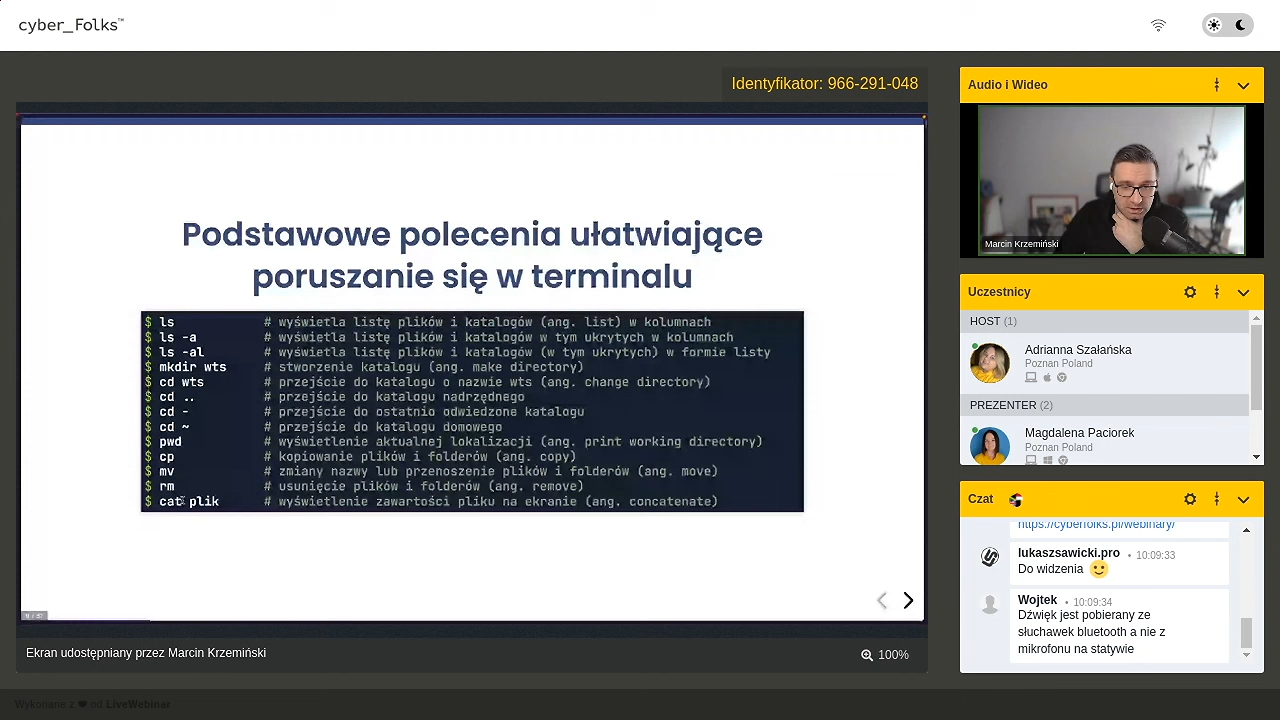 cyber_Folks™
Identyfikator: 966-291-048
Podstawowe polecenia ułatwiające
poruszanie się w terminalu
$ ls # wyświetla listę plików i katalogów (ang. list) w kolumnach
$ ls -a # wyświetla listę plików i katalogów w tym ukrytych w kolumnach
$ ls -al # wyświetla listę plików i katalogów (w tym ukrytych) w formie listy
$ mkdir wts # stworzenie katalogu (ang. make directory)
$ cd wts # przejście do katalogu o nazwie wts (ang. change directory)
$ cd .. # przejście do katalogu nadrzędnego
$ cd - # przejście do ostatnio odwiedzone katalogu
$ cd ~ # przejście do katalogu domowego
$ pwd # wyświetlenie aktualnej lokalizacji (ang. print working directory)
$ cp # kopiowanie plików i folderów (ang. copy)
$ mv # zmiany nazwy lub przenoszenie plików i folderów (ang. move)
$ rm # usunięcie plików i folderów (ang. remove)
$ cat plik # wyświetlenie zawartości pliku na ekranie (ang. concatenate)
Ekran udostępniany przez Marcin Krzemiński
100%
Audio i Wideo
Marcin Krzemiński
Uczestnicy
HOST (1)
Adrianna Szałańska
Poznan Poland
PREZENTER (2)
Magdalena Paciorek
Poznan Poland
Czat
https://cyberfolks.pl/webinary/
lukaszsawicki.pro • 10:09:33
Do widzenia 🙂
Wojtek • 10:09:34
Dźwięk jest pobierany ze
słuchawek bluetooth a nie z
mikrofonu na statywie
Wykonane z ❤ od LiveWebinar